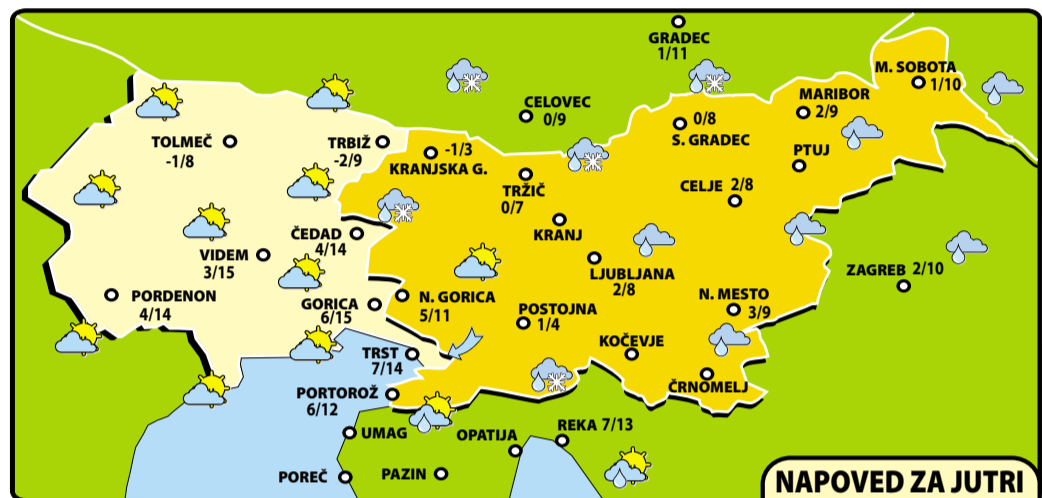 GRADEC
1/11
M. SOBOTA
1/10
MARIBOR
2/9
CELOVEC
0/9
0/8
S. GRADEC
TOLMEČ
-1/8
TRBIŽ
-2/9
-1/3
KRANJSKA G.
PTUJ
TRŽIČ
0/7
CELJE 2/8
KRANJ
ČEDAD
4/14
VIDEM
3/15
LJUBLJANA
2/8
ZAGREB 2/10
PORDENON
4/14
GORICA
6/15
N. GORICA
5/11
POSTOJNA
1/4
N. MESTO
3/9
KOČEVJE
TRST
7/14
ČRNOMELJ
PORTOROŽ
6/12
UMAG
OPATIJA
REKA 7/13
POREČ
PAZIN
NAPOVED ZA JUTRI